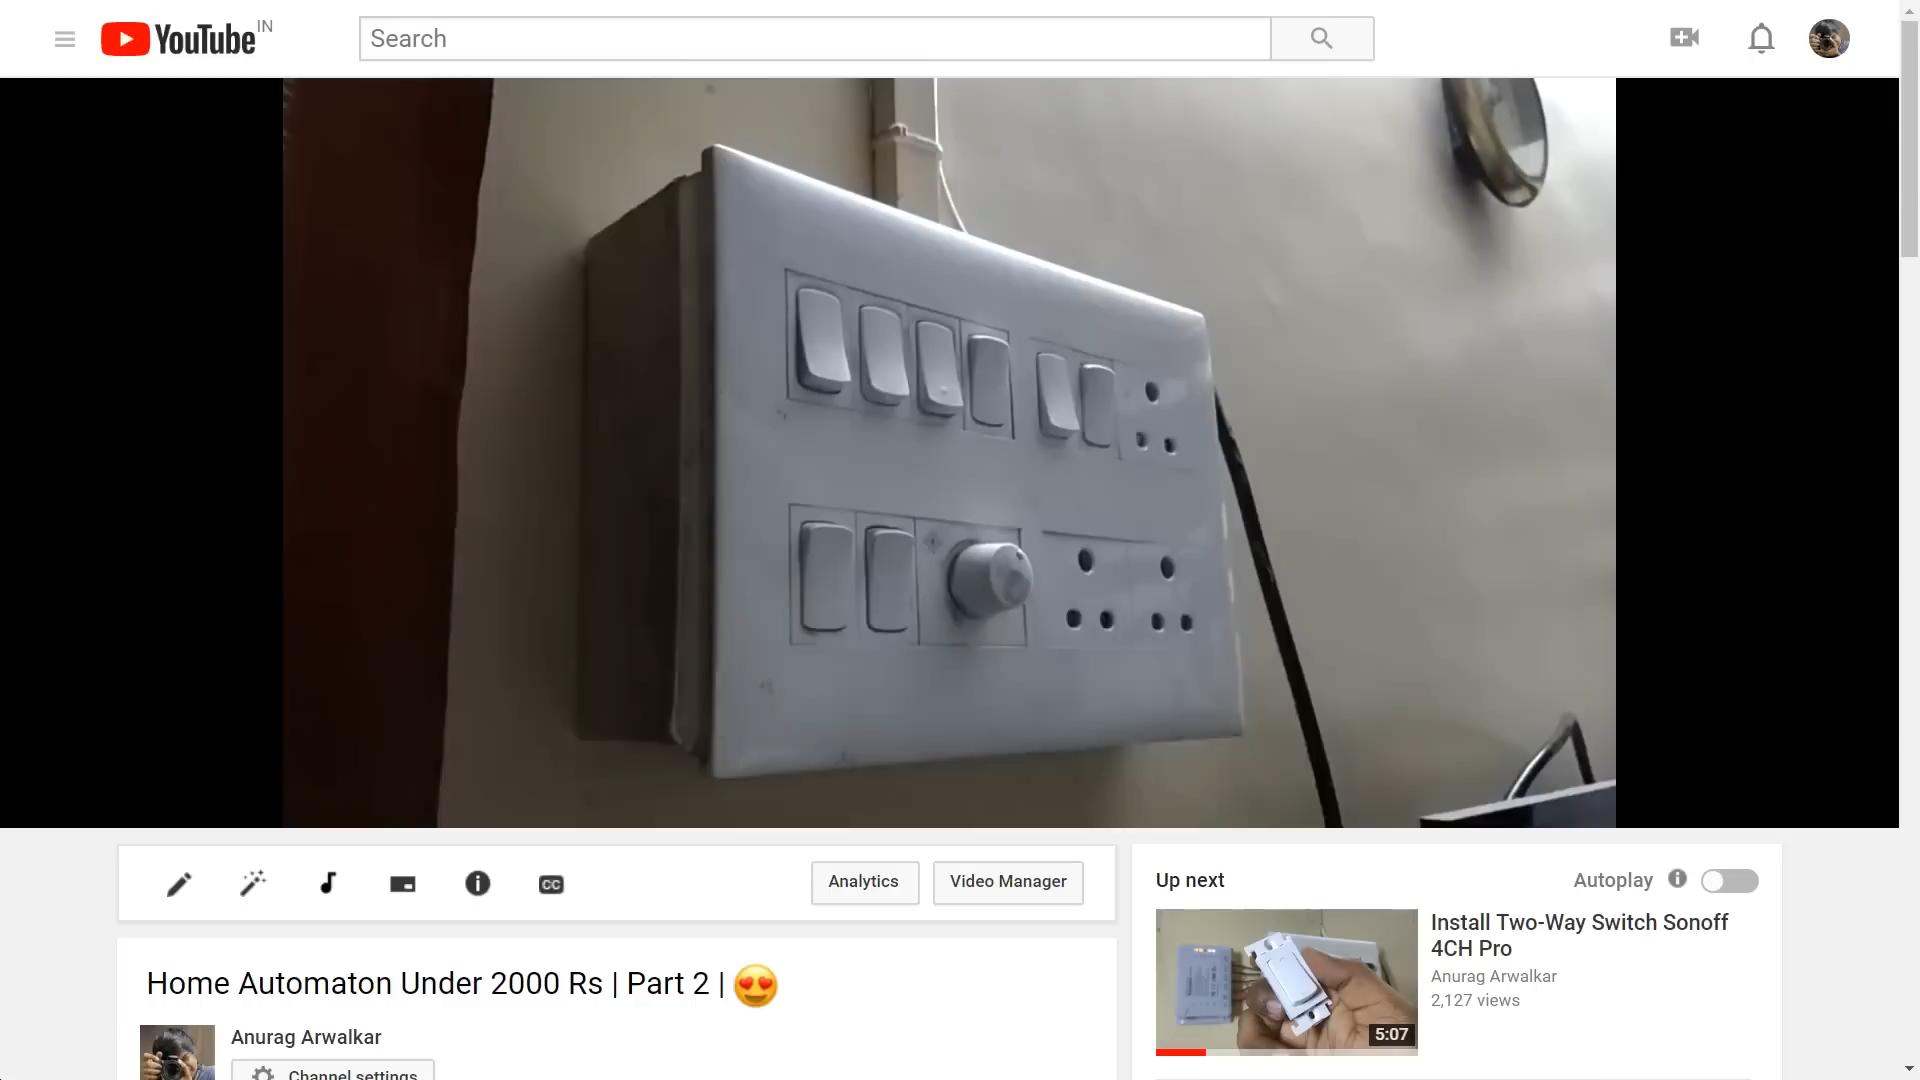 YouTube IN
Search
Analytics
Video Manager
Up next
Autoplay
Install Two-Way Switch Sonoff
4CH Pro
Anurag Arwalkar
2,127 views
5:07
Home Automaton Under 2000 Rs | Part 2 | 😍
Anurag Arwalkar
Channel settings
CC